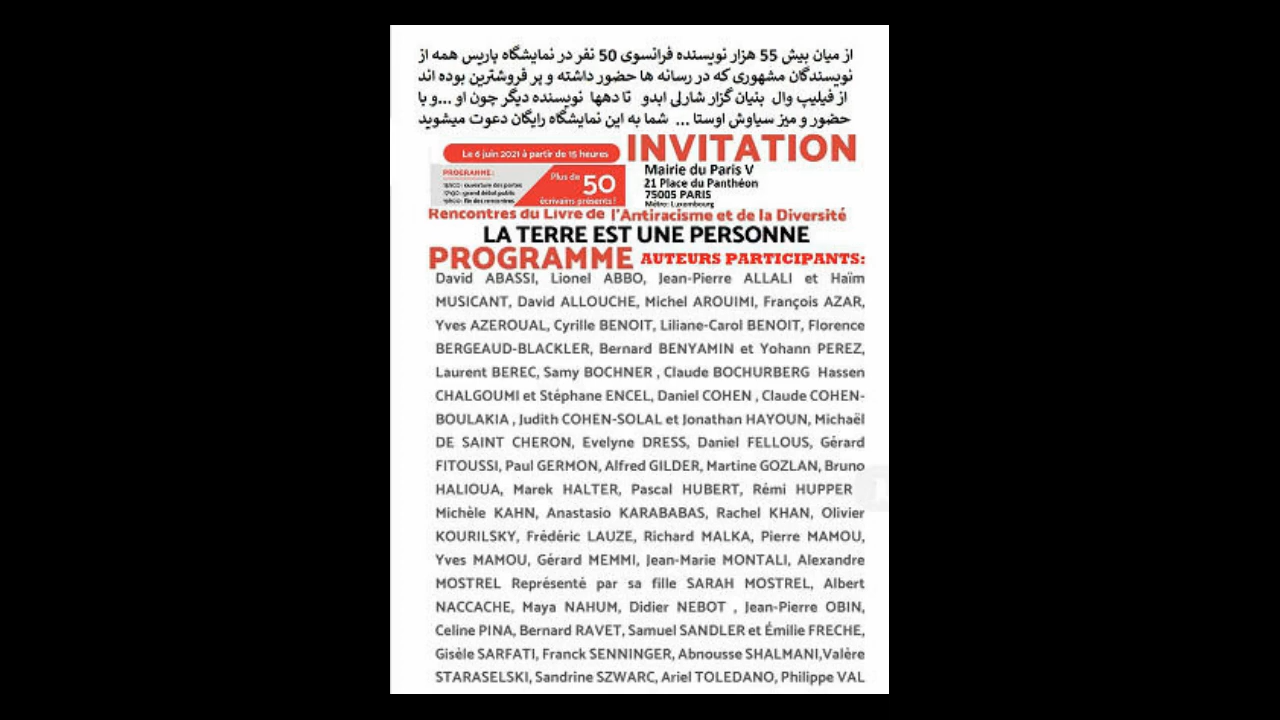 از میان بیش 55 هزار نویسنده فرانسوی 50 نفر در نمایشگاه پاریس همه از
نویسندگان مشهوری که در رسانه ها حضور داشته و پر فروشترین بوده اند
از فیلیپ وال بنیان گزار شارلی ابدو تا دهها نویسنده دیگر چون او ...و با
حضور و میز سیاوش اوستا ... شما به این نمایشگاه رایگان دعوت میشوید
INVITATION
Le 6 juin 2021 à partir de 15 heures
Mairie du Paris V
21 Place du Panthéon
75005 PARIS
Métro: Luxembourg
PROGRAMME:
15h00: ouverture des portes
17h30: grand débat public
19h00: fin des rencontres
Plus de 50
écrivains présents!
Rencontres du Livre de l'Antiracisme et de la Diversité
LA TERRE EST UNE PERSONNE
PROGRAMME AUTEURS PARTICIPANTS:
David ABASSI, Lionel ABBO, Jean-Pierre ALLALI et Haïm
MUSICANT, David ALLOUCHE, Michel AROUIMI, François AZAR,
Yves AZEROUAL, Cyrille BENOIT, Liliane-Carol BENOIT, Florence
BERGEAUD-BLACKLER, Bernard BENYAMIN et Yohann PEREZ,
Laurent BEREC, Samy BOCHNER , Claude BOCHURBERG Hassen
CHALGOUMI et Stéphane ENCEL, Daniel COHEN , Claude COHEN-
BOULAKIA , Judith COHEN-SOLAL et Jonathan HAYOUN, Michaël
DE SAINT CHERON, Evelyne DRESS, Daniel FELLOUS, Gérard
FITOUSSI, Paul GERMON, Alfred GILDER, Martine GOZLAN, Bruno
HALIOUA, Marek HALTER, Pascal HUBERT, Rémi HUPPER
Michèle KAHN, Anastasio KARABABAS, Rachel KHAN, Olivier
KOURILSKY, Frédéric LAUZE, Richard MALKA, Pierre MAMOU,
Yves MAMOU, Gérard MEMMI, Jean-Marie MONTALI, Alexandre
MOSTREL Représenté par sa fille SARAH MOSTREL, Albert
NACCACHE, Maya NAHUM, Didier NEBOT , Jean-Pierre OBIN,
Celine PINA, Bernard RAVET, Samuel SANDLER et Émilie FRECHE,
Gisèle SARFATI, Franck SENNINGER, Abnousse SHALMANI,Valère
STARASELSKI, Sandrine SZWARC, Ariel TOLEDANO, Philippe VAL